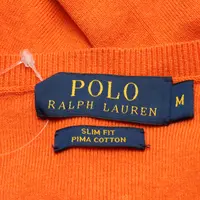 POLO
RALPH LAUREN
M
SLIM FIT
PIMA COTTON